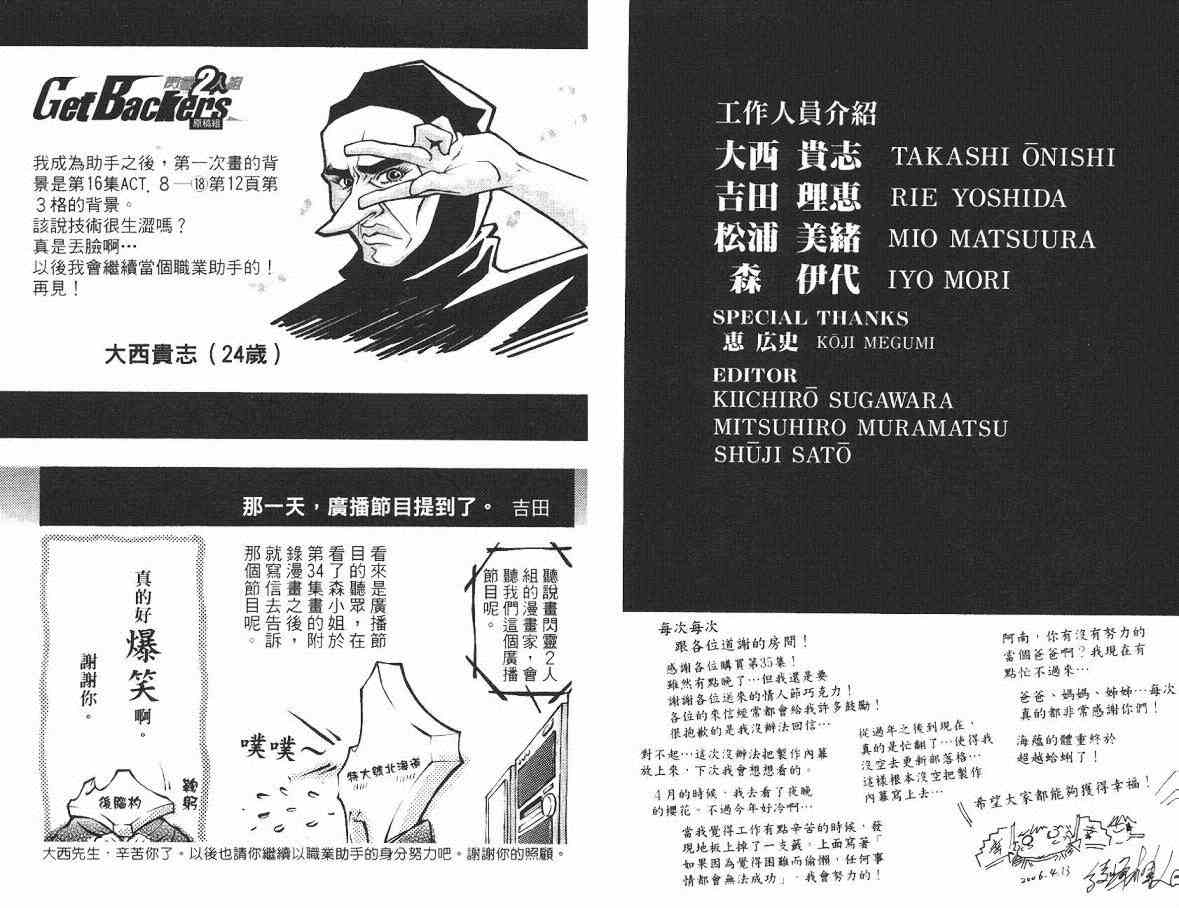 工作人員介紹
大西 貴志 TAKASHI ŌNISHI
吉田 理恵 RIE YOSHIDA
松浦 美緒 MIO MATSUURA
森 伊代 IYO MORI
SPECIAL THANKS
恵 広史 KŌJI MEGUMI
EDITOR
KIICHIRŌ SUGAWARA
MITSUHIRO MURAMATSU
SHŪJI SATŌ
每次每次
跟各位道謝的房間！
感謝各位購買第35集！
雖然有點晚了…但我還是要
謝謝各位送來的情人節巧克力！
各位的來信經常都會給我許多鼓勵！
很抱歉的是我沒辦法回信…
對不起…這次沒辦法把製作內幕
放上來，下次我會想想看的。
4月的時候，我去看了夜晚
的櫻花。不過今年好冷啊…
當我覺得工作有點辛苦的時候，發
現地板上掉了一支籤，上面寫著「
如果因為覺得困難而偷懶，任何事
情都會無法成功」，我會努力的！
從過年之後到現在，
真的是忙翻了…使得我
沒空去更新部落格…
這樣根本沒空把製作
內幕寫上去…
阿南，你有沒有努力的
當個爸爸啊？我現在有
點忙不過來…
爸爸、媽媽、姊姊…每次
真的都非常感謝你們！
海蘊的體重終於
超越蛤蜊了！
希望大家都能夠獲得幸福！
2006.4.13
閃靈2人組
GetBackers
原稿組
我成為助手之後，第一次畫的背
景是第16集ACT. 8—⑱第12頁第
3格的背景。
該說技術很生澀嗎？
真是丟臉啊…
以後我會繼續當個職業助手的！
再見！
大西貴志（24歲）
那一天，廣播節目提到了。 吉田
聽說畫閃靈2人
組的漫畫家，會
聽我們這個廣播
節目呢。
看來是廣播節
目的聽眾，在
看了森小姐於
第34集畫的附
錄漫畫之後，
就寫信去告訴
那個節目呢。
特大號北海道
噗噗～
真的好
爆笑啊。
謝謝你。
後腦杓
鞠躬
大西先生，辛苦你了。以後也請你繼續以職業助手的身分努力吧。謝謝你的照顧。